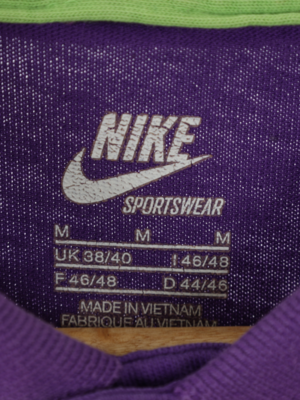 NIKE
SPORTSWEAR
M M M
UK 38/40 I 46/48
F 46/48 D 44/46
MADE IN VIETNAM
FABRIQUE AU VIETNAM